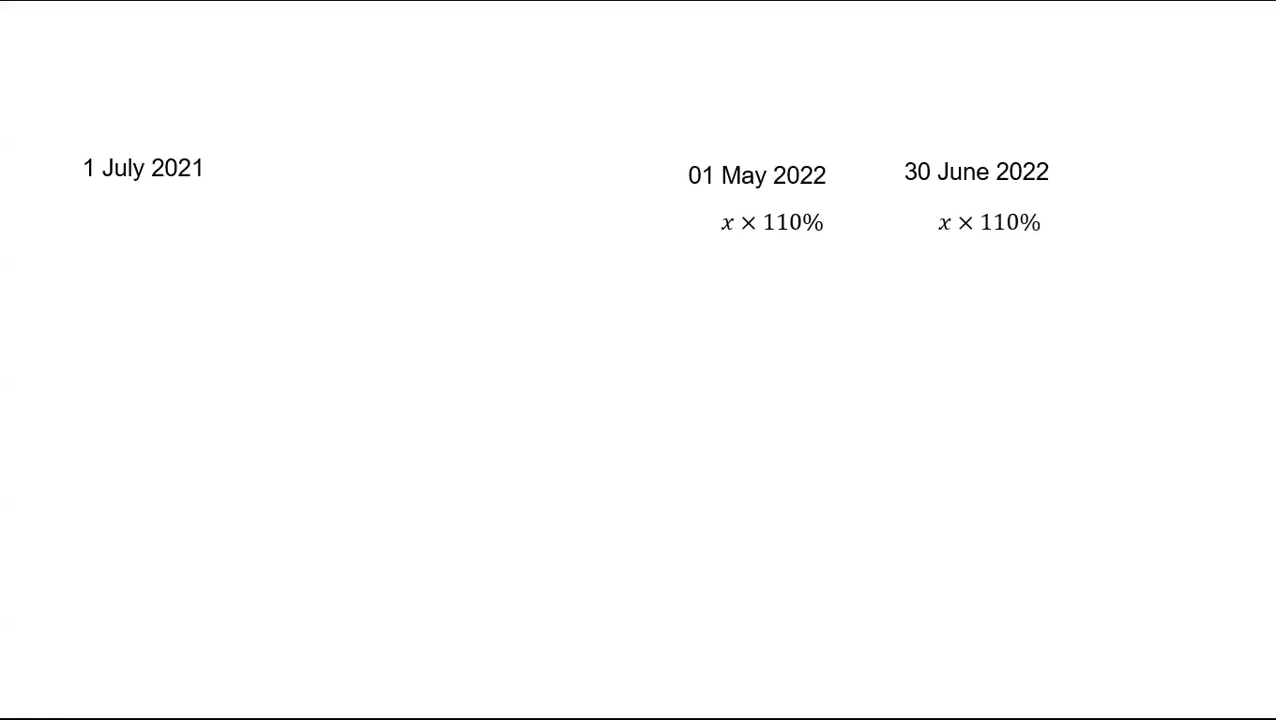 1 July 2021
01 May 2022
30 June 2022
x × 110%
x × 110%